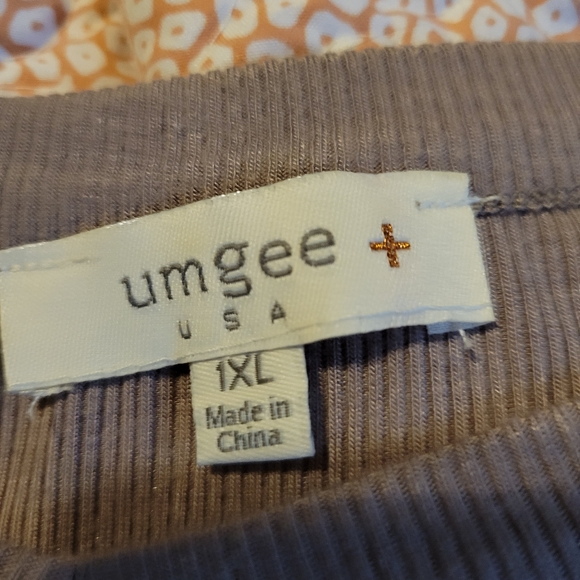 umgee +
USA
1XL
Made in
China